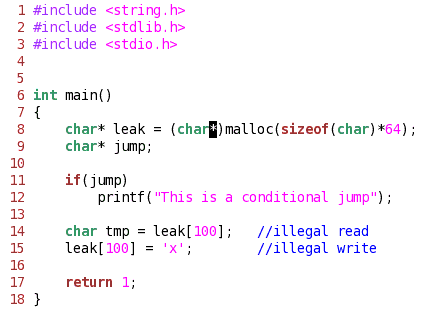 1 #include <string.h>
2 #include <stdlib.h>
3 #include <stdio.h>
4
5
6 int main()
7 {
8     char* leak = (char*)malloc(sizeof(char)*64);
9     char* jump;
10
11     if(jump)
12         printf("This is a conditional jump");
13
14     char tmp = leak[100];   //illegal read
15     leak[100] = 'x';        //illegal write
16
17     return 1;
18 }